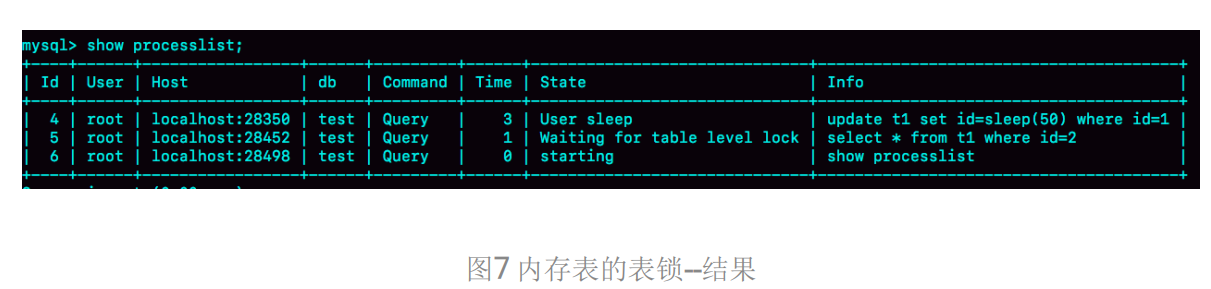 mysql> show processlist;
+----+------+-----------------+------+---------+------+------------------------------+--------------------------------------+
| Id | User | Host | db | Command | Time | State | Info |
+----+------+-----------------+------+---------+------+------------------------------+--------------------------------------+
| 4 | root | localhost:28350 | test | Query | 3 | User sleep | update t1 set id=sleep(50) where id=1 |
| 5 | root | localhost:28452 | test | Query | 1 | Waiting for table level lock | select * from t1 where id=2 |
| 6 | root | localhost:28498 | test | Query | 0 | starting | show processlist |
+----+------+-----------------+------+---------+------+------------------------------+--------------------------------------+
图7 内存表的表锁--结果